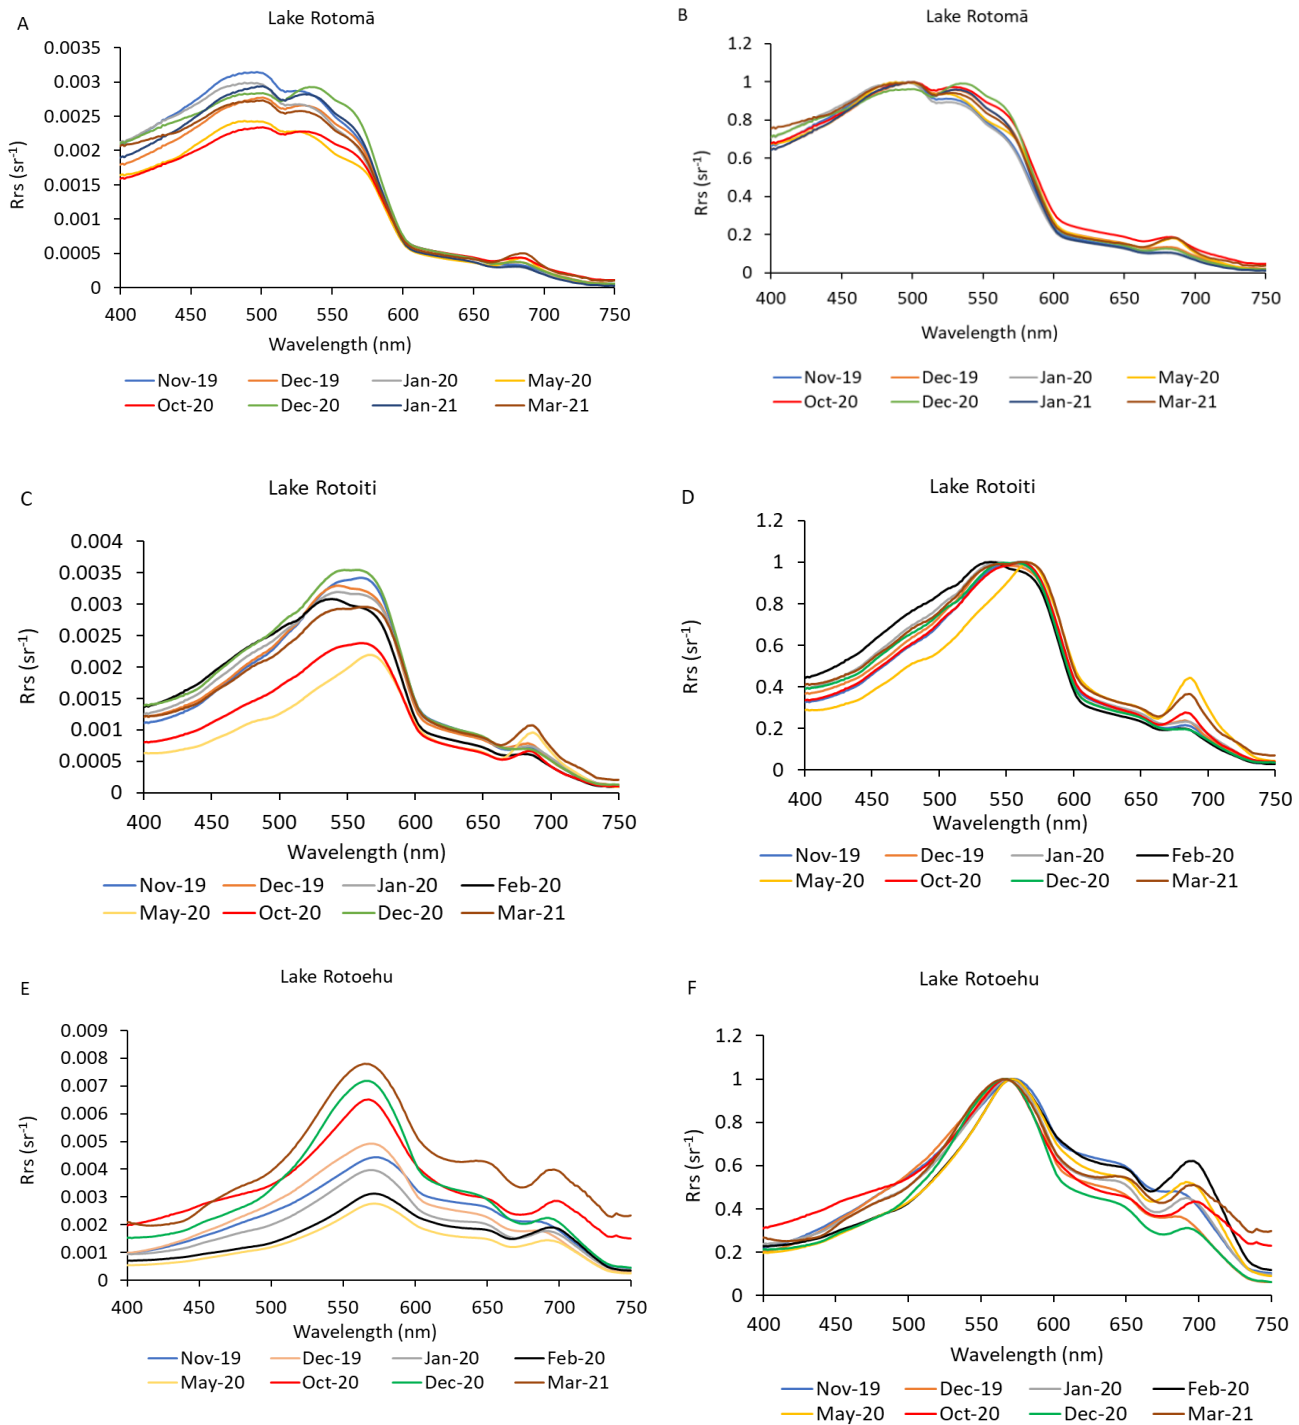 A
Lake Rotomā
0.0035
0.003
0.0025
0.002
0.0015
0.001
0.0005
0
Rrs (sr-1)
400 450 500 550 600 650 700 750
Wavelength (nm)
Nov-19 Dec-19 Jan-20 May-20
Oct-20 Dec-20 Jan-21 Mar-21
B
Lake Rotomā
1.2
1
0.8
0.6
0.4
0.2
0
Rrs (sr-1)
400 450 500 550 600 650 700 750
Wavelength (nm)
Nov-19 Dec-19 Jan-20 May-20
Oct-20 Dec-20 Jan-21 Mar-21
C
Lake Rotoiti
0.004
0.0035
0.003
0.0025
0.002
0.0015
0.001
0.0005
0
Rrs (sr-1)
400 450 500 550 600 650 700 750
Wavelength (nm)
Nov-19 Dec-19 Jan-20 Feb-20
May-20 Oct-20 Dec-20 Mar-21
D
Lake Rotoiti
1.2
1
0.8
0.6
0.4
0.2
0
Rrs (sr-1)
400 450 500 550 600 650 700 750
Wavelength (nm)
Nov-19 Dec-19 Jan-20 Feb-20
May-20 Oct-20 Dec-20 Mar-21
E
Lake Rotoehu
0.009
0.008
0.007
0.006
0.005
0.004
0.003
0.002
0.001
0
Rrs (sr-1)
400 450 500 550 600 650 700 750
Wavelength (nm)
Nov-19 Dec-19 Jan-20 Feb-20
May-20 Oct-20 Dec-20 Mar-21
F
Lake Rotoehu
1.2
1
0.8
0.6
0.4
0.2
0
Rrs (sr-1)
400 450 500 550 600 650 700 750
Wavelength (nm)
Nov-19 Dec-19 Jan-20 Feb-20
May-20 Oct-20 Dec-20 Mar-21